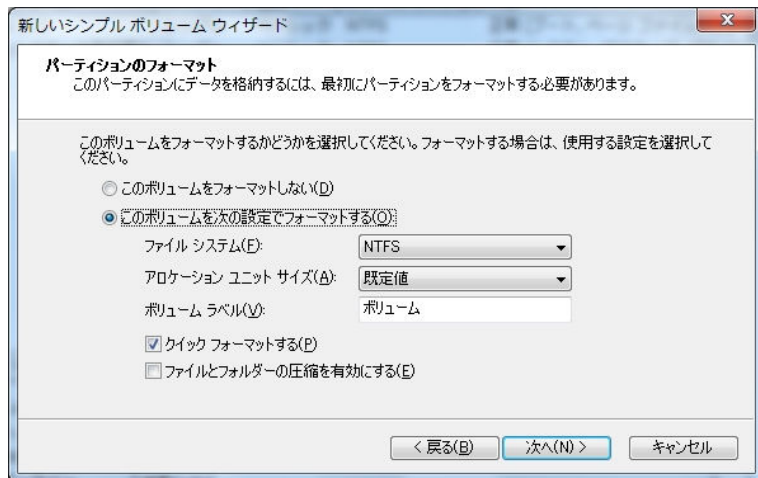 新しいシンプル ボリューム ウィザード
パーティションのフォーマット
このパーティションにデータを格納するには、最初にパーティションをフォーマットする必要があります。
このボリュームをフォーマットするかどうかを選択してください。フォーマットする場合は、使用する設定を選択して
ください。
このボリュームをフォーマットしない(D)
このボリュームを次の設定でフォーマットする(O):
ファイル システム(F): NTFS
アロケーション ユニット サイズ(A): 既定値
ボリューム ラベル(V): ボリューム
クイック フォーマットする(P)
ファイルとフォルダーの圧縮を有効にする(E)
< 戻る(B) 次へ(N) > キャンセル